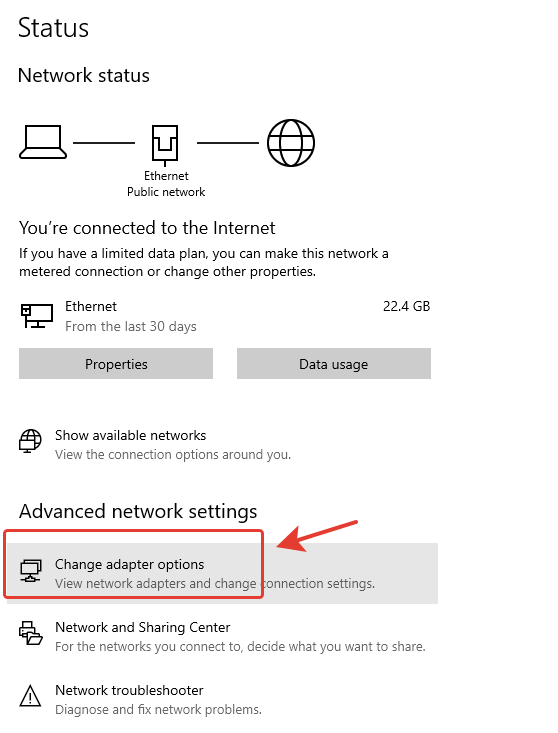 Status
Network status
Ethernet
Public network
You’re connected to the Internet
If you have a limited data plan, you can make this network a
metered connection or change other properties.
Ethernet 22.4 GB
From the last 30 days
Properties Data usage
Show available networks
View the connection options around you.
Advanced network settings
Change adapter options
View network adapters and change connection settings.
Network and Sharing Center
For the networks you connect to, decide what you want to share.
Network troubleshooter
Diagnose and fix network problems.